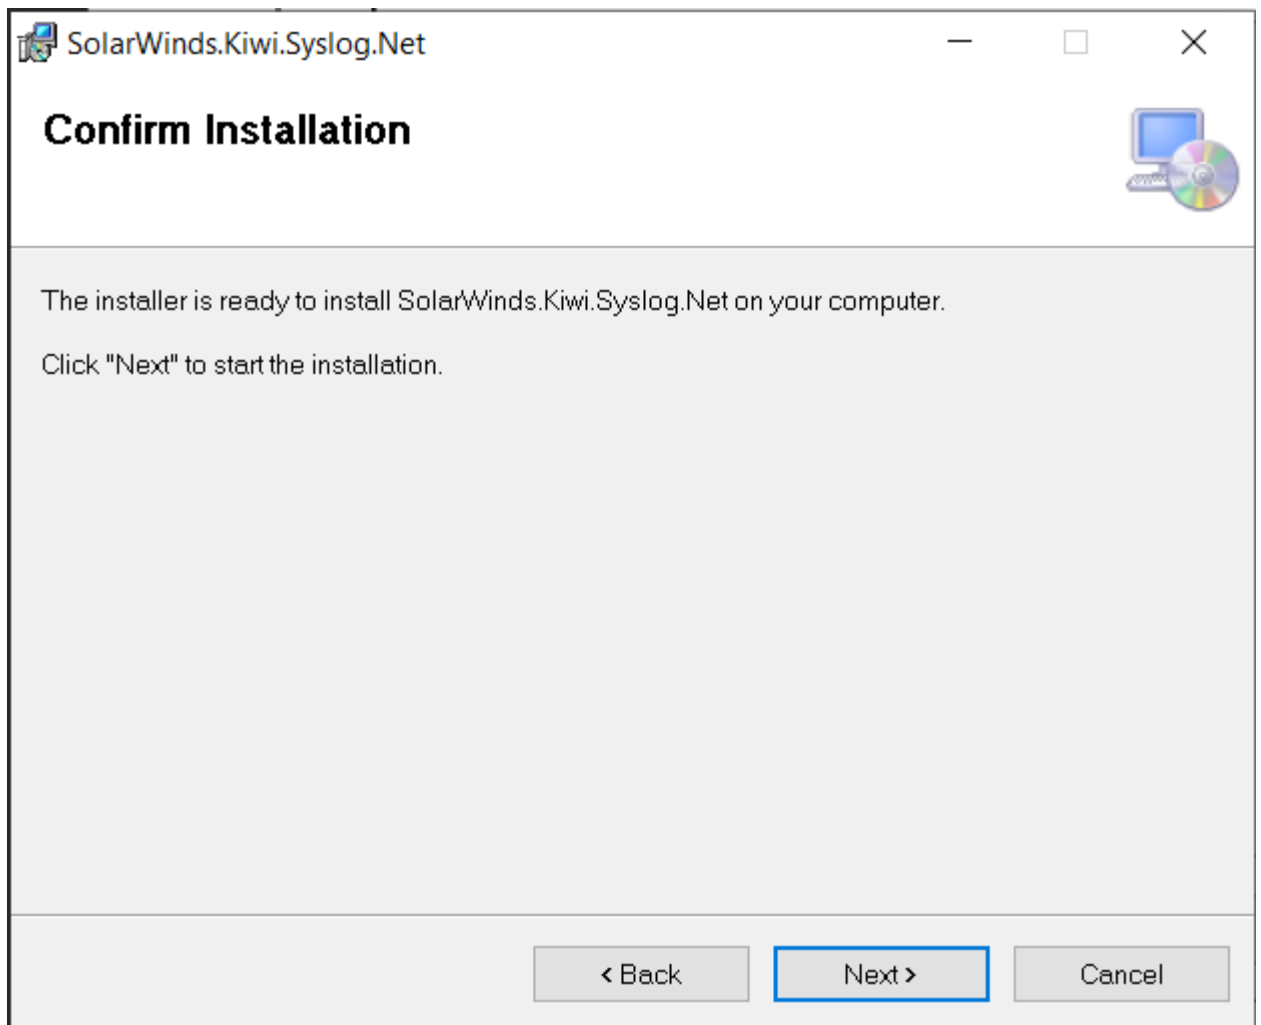 SolarWinds.Kiwi.Syslog.Net
Confirm Installation
The installer is ready to install SolarWinds.Kiwi.Syslog.Net on your computer.
Click "Next" to start the installation.
< Back
Next >
Cancel